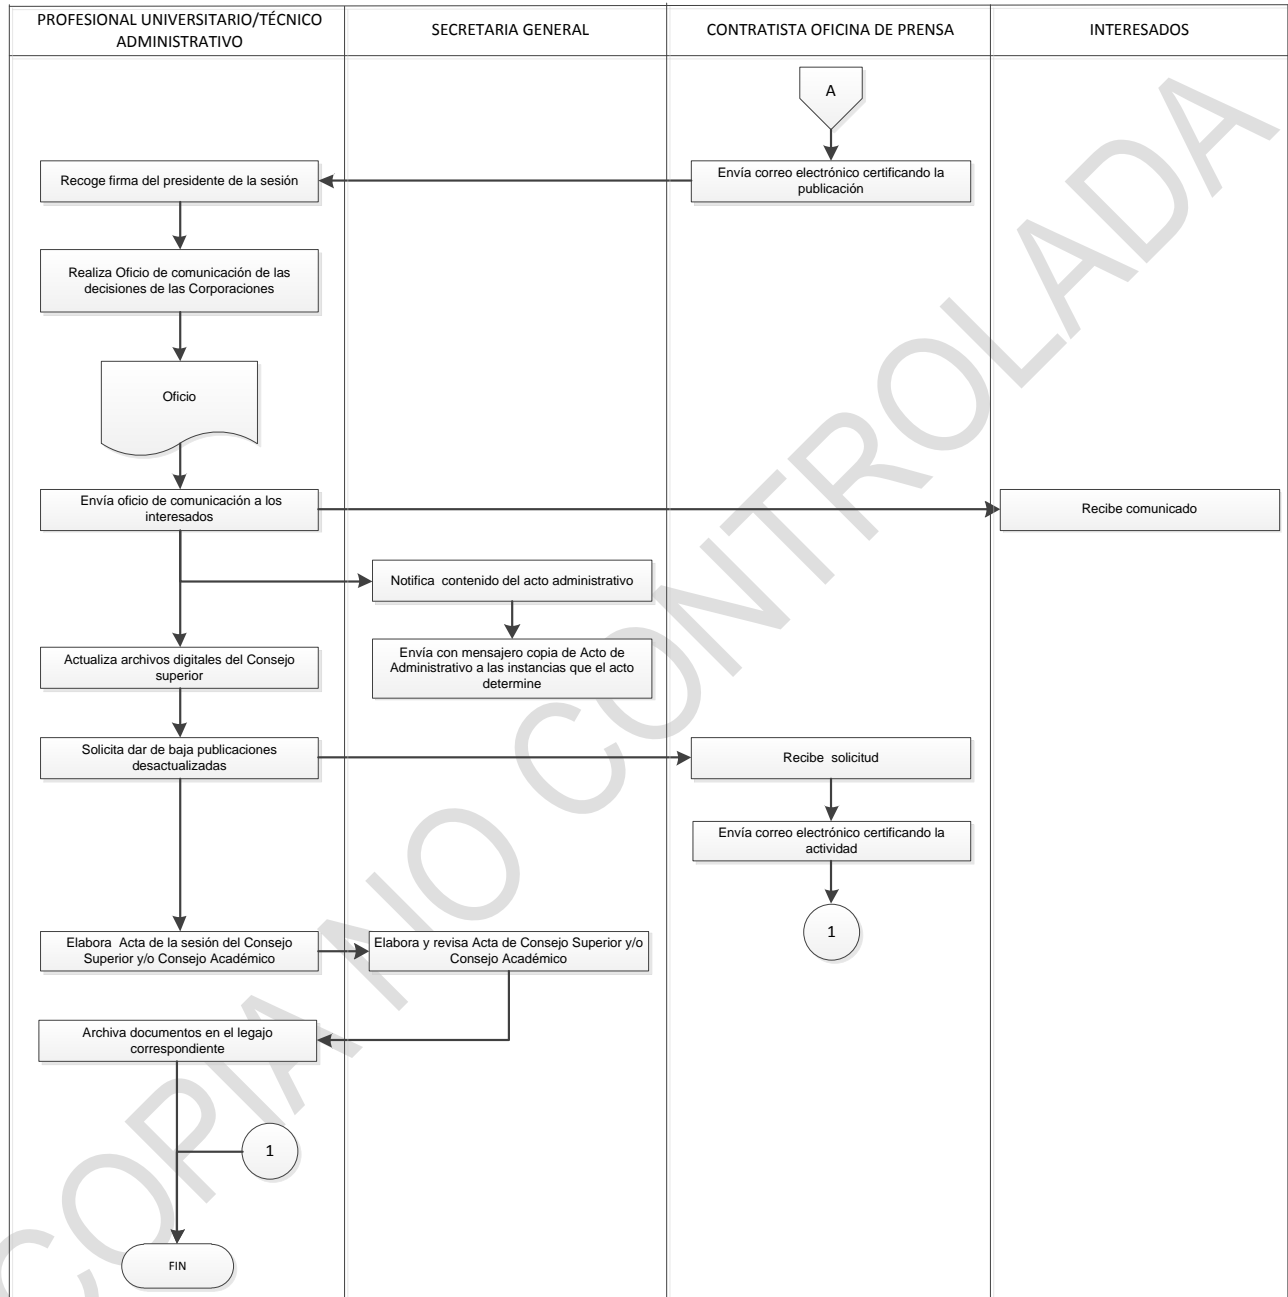 PROFESIONAL UNIVERSITARIO/TÉCNICO
ADMINISTRATIVO
SECRETARIA GENERAL
CONTRATISTA OFICINA DE PRENSA
INTERESADOS
A
Recoge firma del presidente de la sesión
Envía correo electrónico certificando la
publicación
Realiza Oficio de comunicación de las
decisiones de las Corporaciones
Oficio
Envía oficio de comunicación a los
interesados
Recibe comunicado
Notifica contenido del acto administrativo
Actualiza archivos digitales del Consejo
superior
Envía con mensajero copia de Acto de
Administrativo a las instancias que el acto
determine
Solicita dar de baja publicaciones
desactualizadas
Recibe solicitud
Envía correo electrónico certificando la
actividad
1
Elabora Acta de la sesión del Consejo
Superior y/o Consejo Académico
Elabora y revisa Acta de Consejo Superior y/o
Consejo Académico
Archiva documentos en el legajo
correspondiente
1
FIN
COPIA NO CONTROLADA